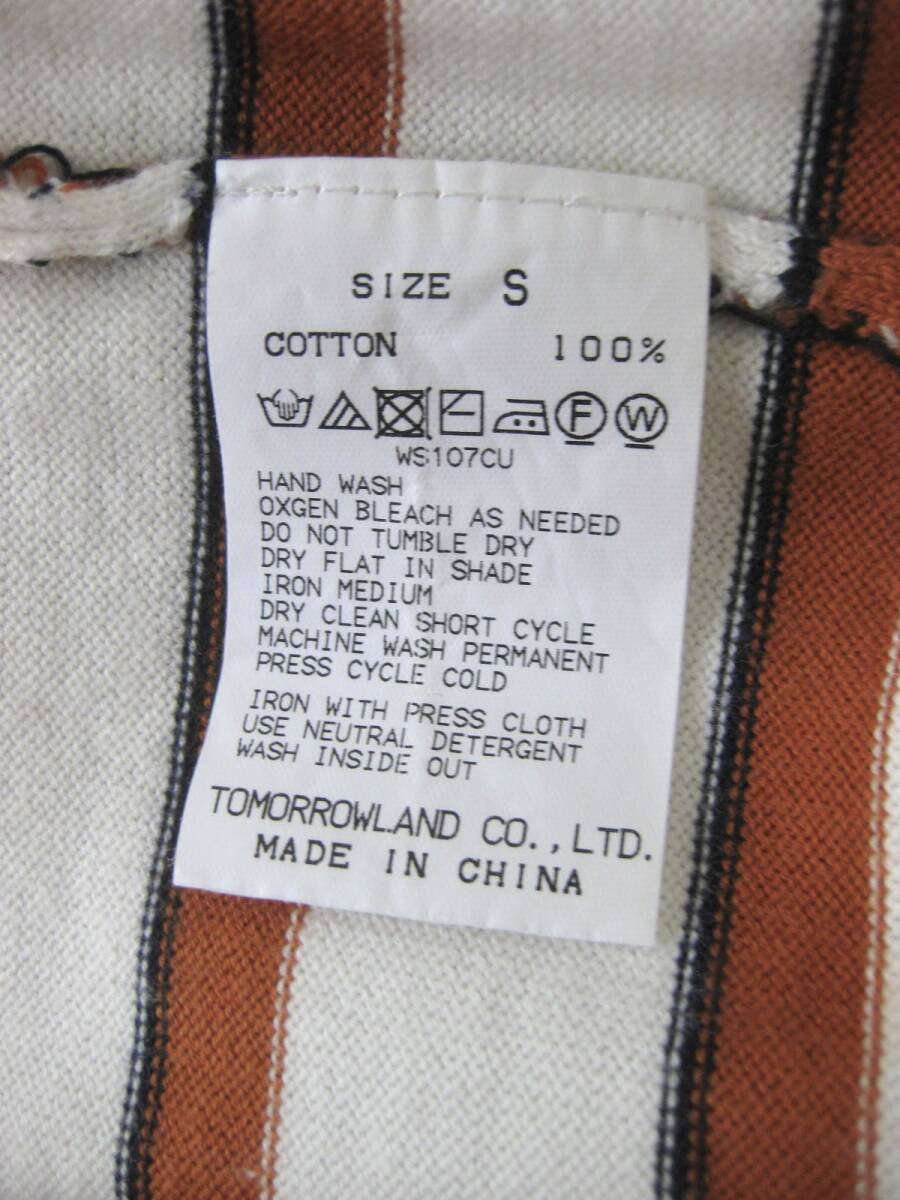 SIZE S
COTTON 100%
F W
WS107CU
HAND WASH
OXGEN BLEACH AS NEEDED
DO NOT TUMBLE DRY
DRY FLAT IN SHADE
IRON MEDIUM
DRY CLEAN SHORT CYCLE
MACHINE WASH PERMANENT
PRESS CYCLE COLD
IRON WITH PRESS CLOTH
USE NEUTRAL DETERGENT
WASH INSIDE OUT
TOMORROWLAND CO., LTD.
MADE IN CHINA